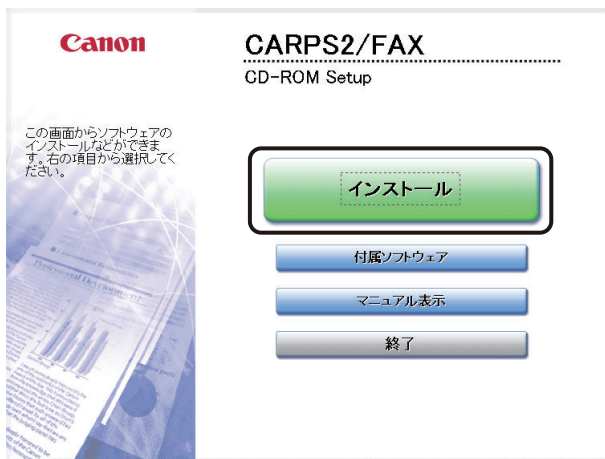 Canon
CARPS2/FAX
CD-ROM Setup
この画面からソフトウェアの
インストールなどができま
す。右の項目から選択してく
ださい。
インストール
付属ソフトウェア
マニュアル表示
終了